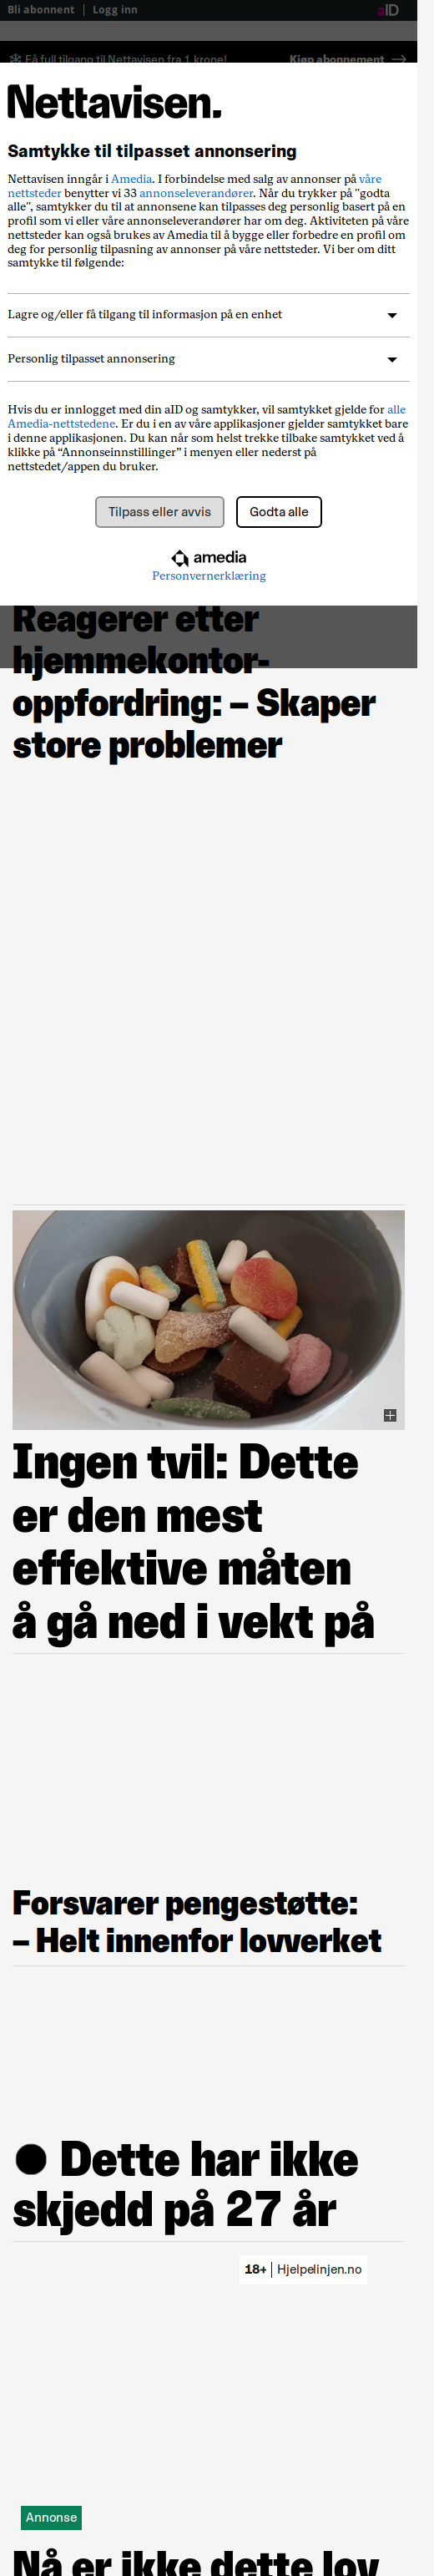 Bli abonnent | Logg inn
aID
Få full tilgang til Nettavisen fra 1 krone!
Kjøp abonnement →
Nettavisen.
Samtykke til tilpasset annonsering
Nettavisen inngår i Amedia. I forbindelse med salg av annonser på våre
nettsteder benytter vi 33 annonseleverandører. Når du trykker på "godta
alle", samtykker du til at annonsene kan tilpasses deg personlig basert på en
profil som vi eller våre annonseleverandører har om deg. Aktiviteten på våre
nettsteder kan også brukes av Amedia til å bygge eller forbedre en profil om
deg for personlig tilpasning av annonser på våre nettsteder. Vi ber om ditt
samtykke til følgende:
Lagre og/eller få tilgang til informasjon på en enhet
Personlig tilpasset annonsering
Hvis du er innlogget med din aID og samtykker, vil samtykket gjelde for alle
Amedia-nettstedene. Er du i en av våre applikasjoner gjelder samtykket bare
i denne applikasjonen. Du kan når som helst trekke tilbake samtykket ved å
klikke på “Annonseinnstillinger” i menyen eller nederst på
nettstedet/appen du bruker.
Tilpass eller avvis
Godta alle
amedia
Personvernerklæring
Reagerer etter
hjemmekontor-
oppfordring: – Skaper
store problemer
Ingen tvil: Dette
er den mest
effektive måten
å gå ned i vekt på
Forsvarer pengestøtte:
– Helt innenfor lovverket
● Dette har ikke
skjedd på 27 år
18+ | Hjelpelinjen.no
Annonse
Nå er ikke dette lov